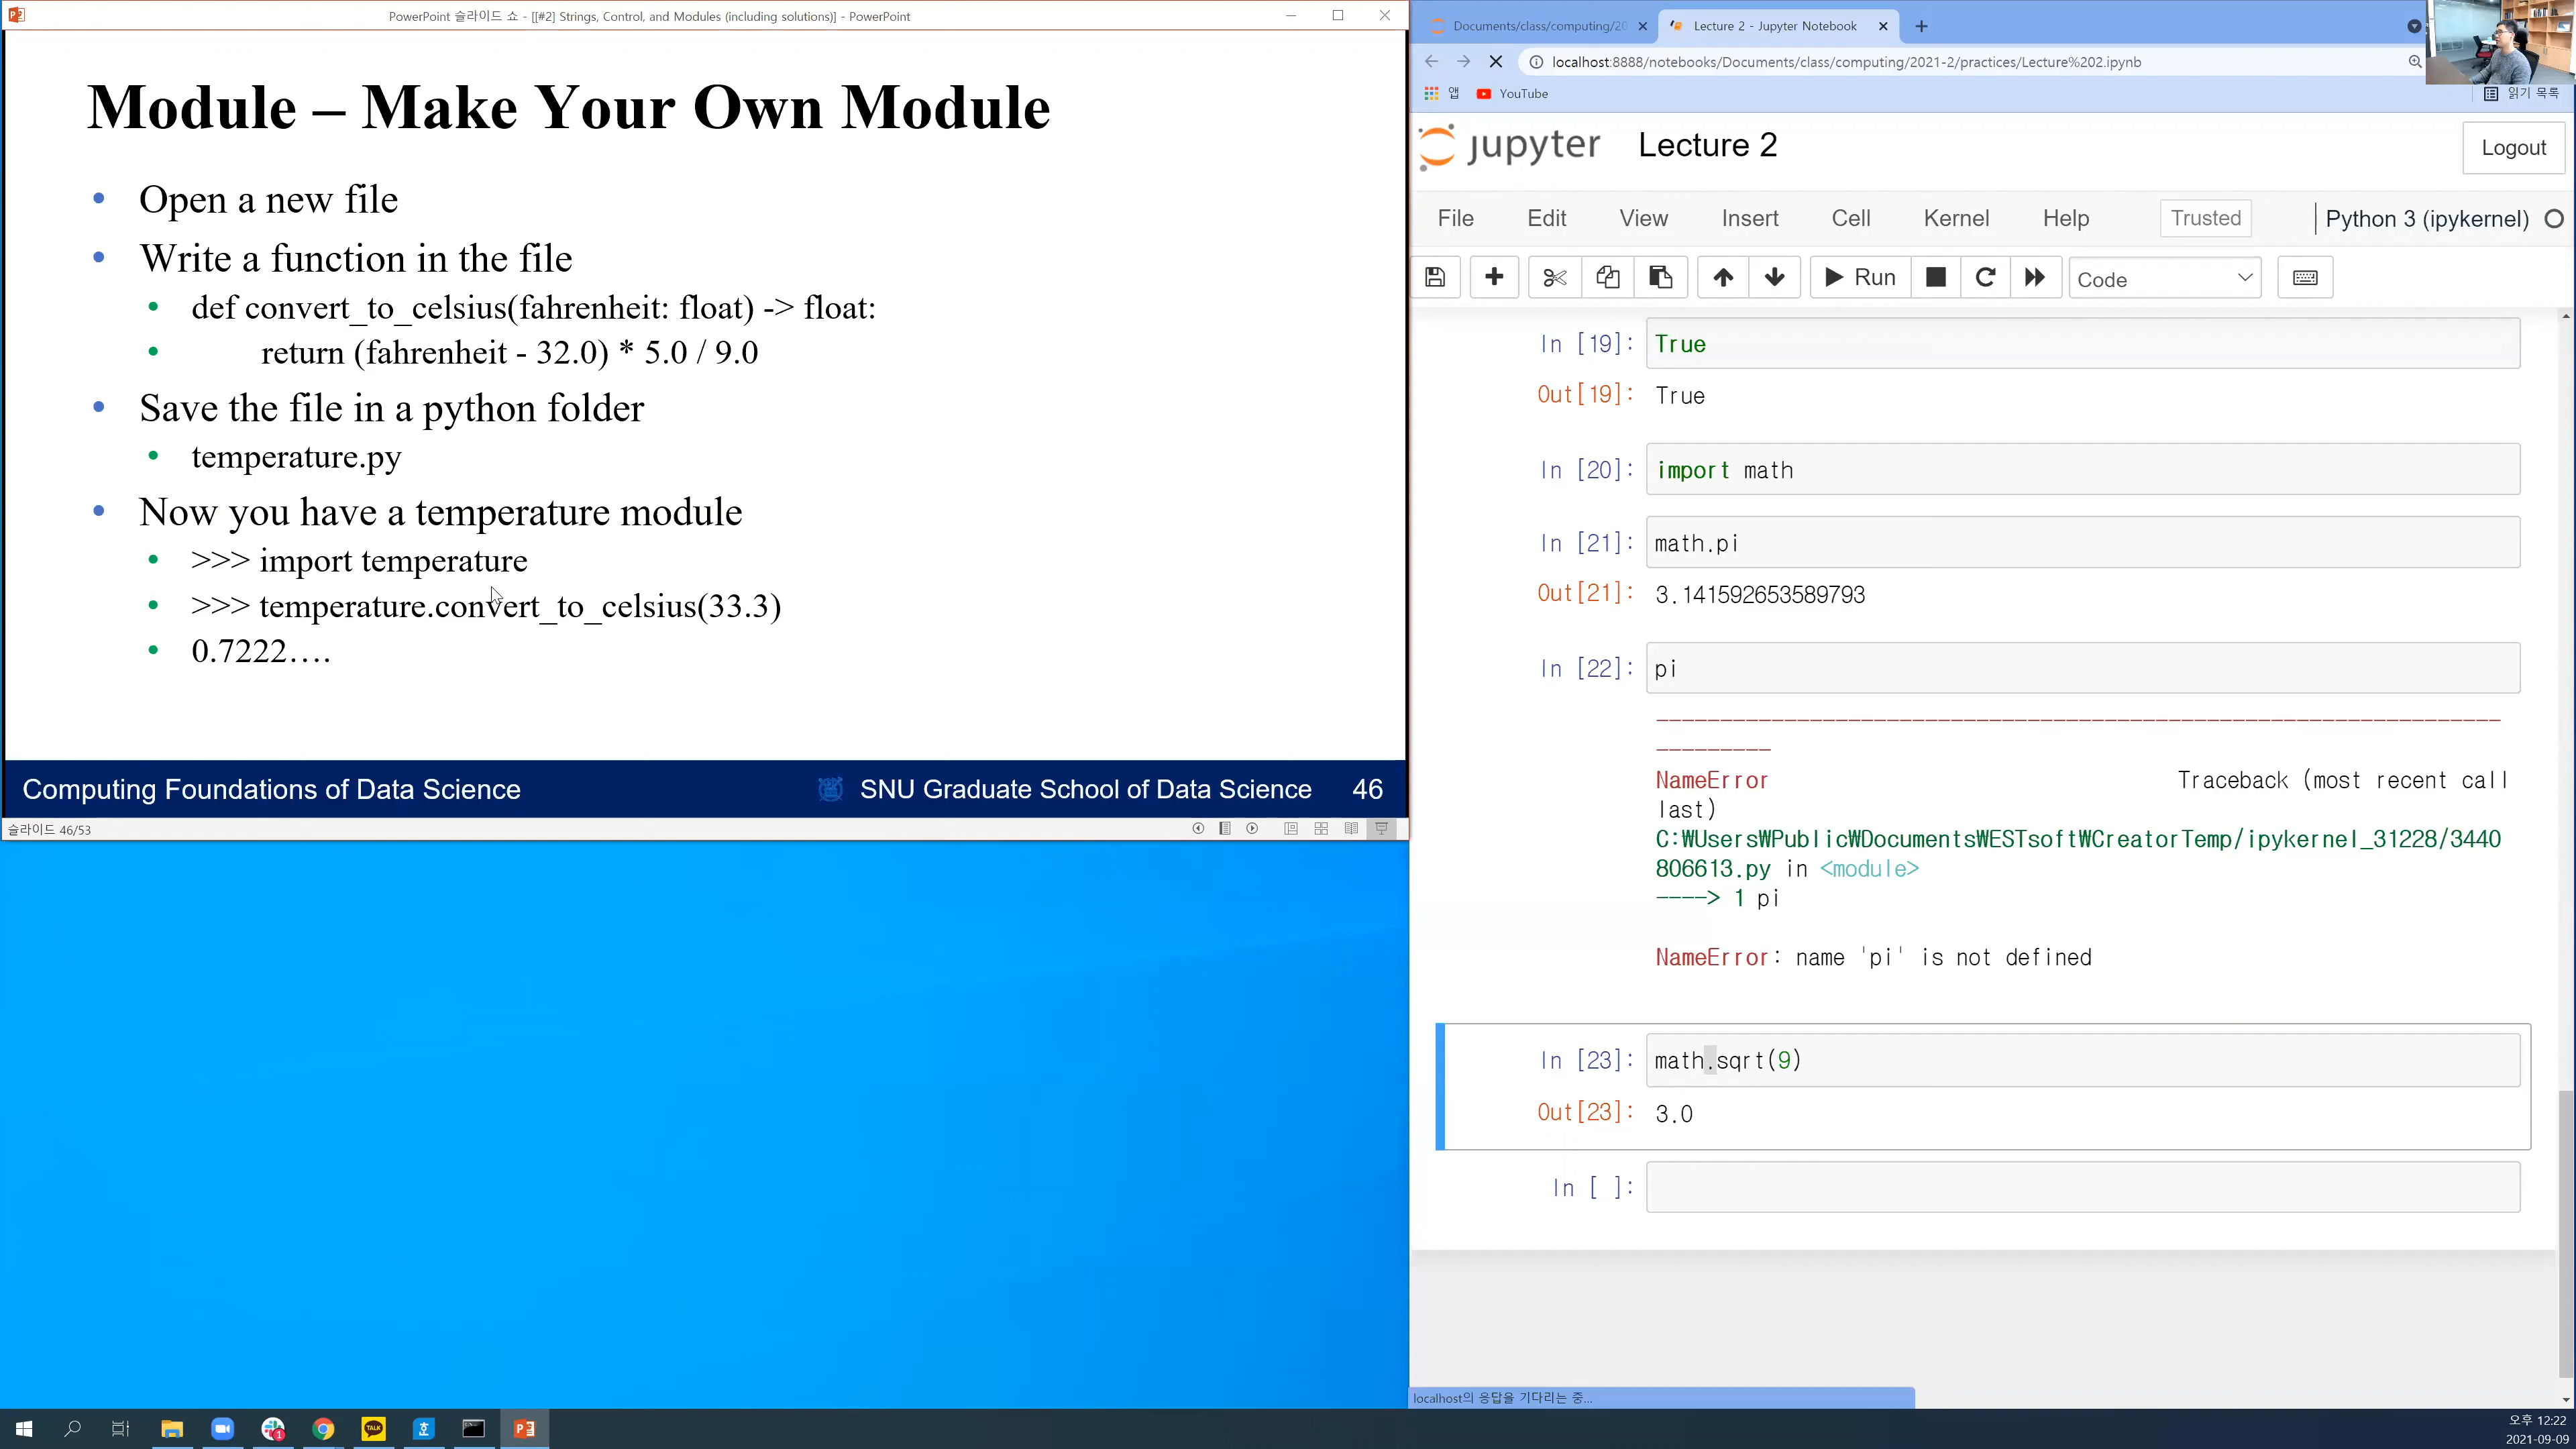 PowerPoint 슬라이드 쇼 - [[#2] Strings, Control, and Modules (including solutions)] - PowerPoint
Module – Make Your Own Module
Open a new file
Write a function in the file
def convert_to_celsius(fahrenheit: float) -> float:
return (fahrenheit - 32.0) * 5.0 / 9.0
Save the file in a python folder
temperature.py
Now you have a temperature module
>>> import temperature
>>> temperature.convert_to_celsius(33.3)
0.7222….
Computing Foundations of Data Science
SNU Graduate School of Data Science
46
슬라이드 46/53
Documents/class/computing/20
Lecture 2 - Jupyter Notebook
localhost:8888/notebooks/Documents/class/computing/2021-2/practices/Lecture%202.ipynb
앱
YouTube
읽기 목록
jupyter
Lecture 2
Logout
File
Edit
View
Insert
Cell
Kernel
Help
Trusted
Python 3 (ipykernel)
Run
Code
In [19]: True
Out[19]: True
In [20]: import math
In [21]: math.pi
Out[21]: 3.141592653589793
In [22]: pi
---------------------------------------------------------------------------
NameError Traceback (most recent call
last)
C:₩Users₩Public₩Documents₩ESTsoft₩CreatorTemp/ipykernel_31228/3440
806613.py in <module>
----> 1 pi
NameError: name 'pi' is not defined
In [23]: math.sqrt(9)
Out[23]: 3.0
In [ ]:
localhost의 응답을 기다리는 중...
TALK
오후 12:22
2021-09-09